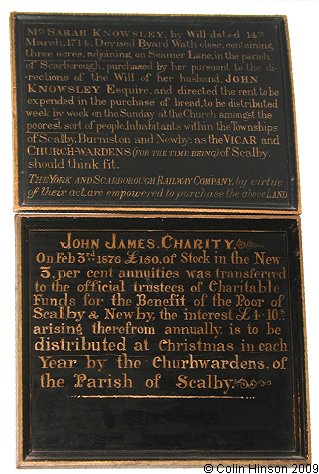 Mrs SARAH KNOWSLEY, by Will dated 14th
March, 1714, Devised Byard Wath close, containing
three acres, adjoining on Seamer Lane, in the parish
of Scarborough, purchased by her pursuant to the di-
rections of the Will of her husband, JOHN
KNOWSLEY Esquire, and directed the rent, to be
expended in the purchase of bread, to be distributed
week by week on the Sunday at the Church amongst the
poorest sort of people, Inhabitants within the Townships
of Scalby, Burniston and Newby; as the VICAR and
CHURCH-WARDENS (FOR THE TIME BEING) of Scalby,
should think fit.
THE YORK AND SCARBOROUGH RAILWAY COMPANY, by virtue
of their act, are empowered to purchase the above LAND
JOHN JAMES. CHARITY.
On Feb 3rd 1876 £150, of Stock in the New
3, per cent annuities was transferred
to the official trustees of Charitable
Funds for the Benefit of the Poor of
Scalby & Newby, the interest £4-10s
arising therefrom annually is to be
distributed at Christmas in each
Year by the Churhwardens. of
the Parish of Scalby.
© Colin Hinson 2009